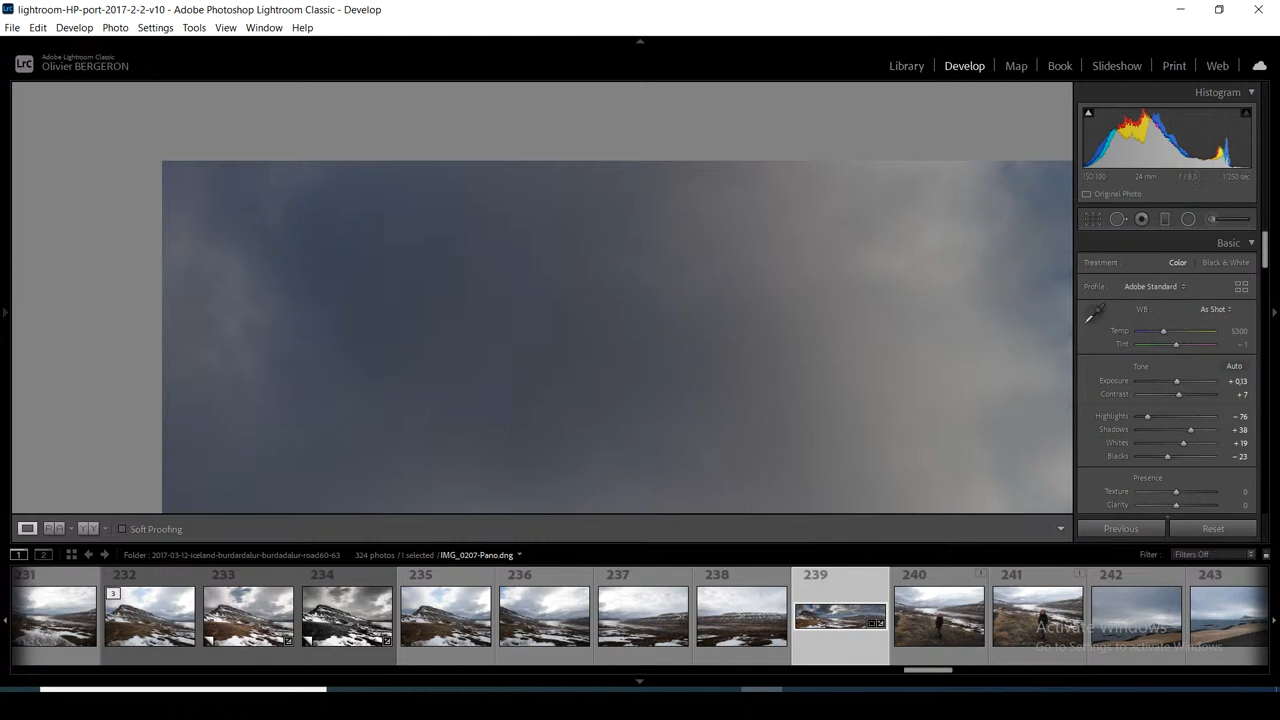 lightroom-HP-port-2017-2-2-v10 - Adobe Photoshop Lightroom Classic - Develop
File Edit Develop Photo Settings Tools View Window Help
LrC
Adobe Lightroom Classic
Olivier BERGERON
Library Develop Map Book Slideshow Print Web
Histogram
ISO 100 24 mm f / 8,0 1/250 sec
Original Photo
Basic
Treatment : Color Black & White
Profile : Adobe Standard
WB : As Shot
Temp 5300
Tint - 1
Tone Auto
Exposure + 0,13
Contrast + 7
Highlights - 76
Shadows + 38
Whites + 19
Blacks - 23
Presence
Texture 0
Clarity 0
R A Y Y Soft Proofing
Previous Reset
1 2 Folder : 2017-03-12-iceland-burdardalur-burdadalur-road60-63 324 photos / 1 selected / IMG_0207-Pano.dng Filter : Filters Off
231 232 233 234 235 236 237 238 239 240 241 242 243
3
Activate Windows
Go to Settings to activate Windows.